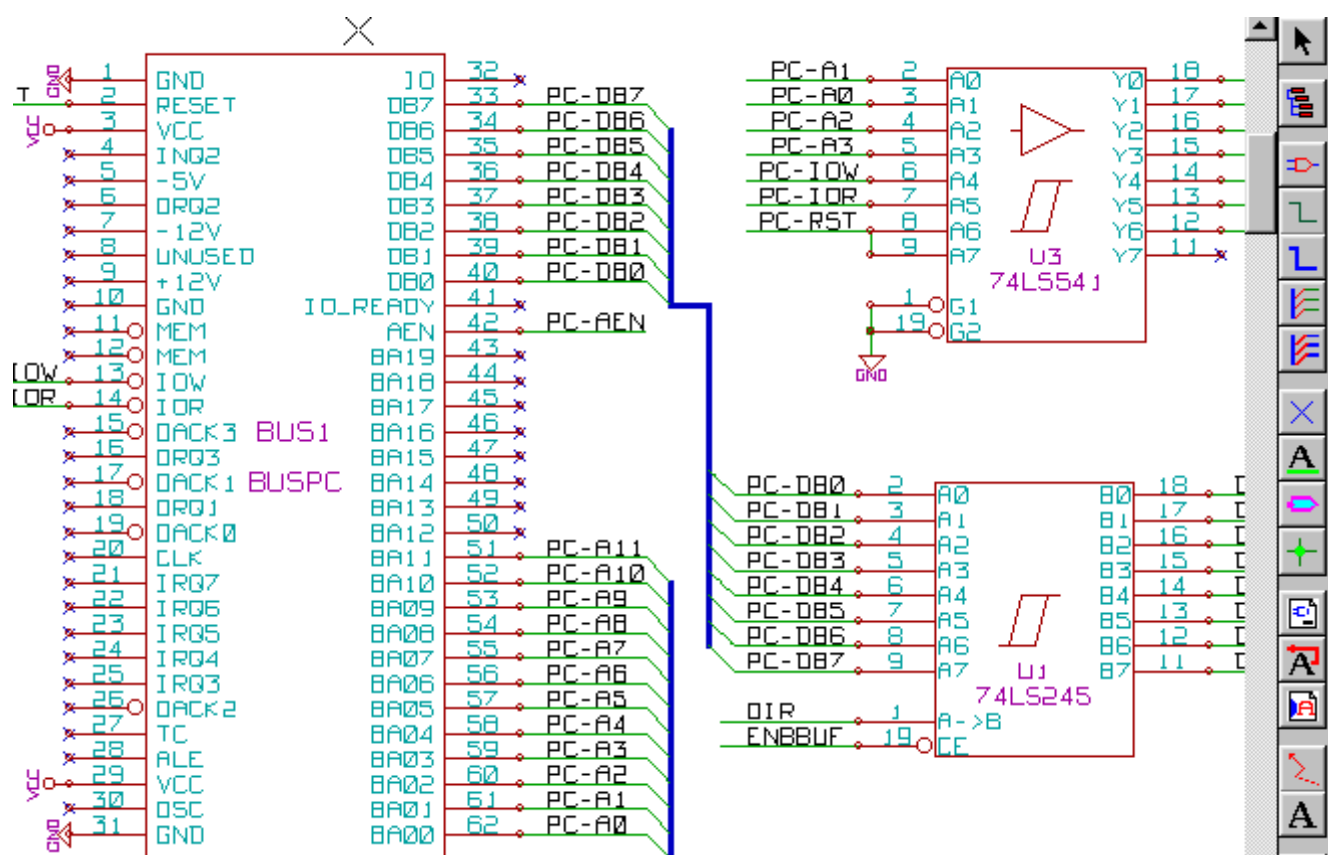 GND 1 GND
T 2 RESET
VCC 3 VCC
4 INQ2
5 -5V
6 DRQ2
7 -12V
8 UNUSED
9 +12V
10 GND
11 MEM
12 MEM
IOW 13 IOW
IOR 14 IOR
15 DACK3
16 DRQ3
17 DACK1
18 DRQ1
19 DACK0
20 CLK
21 IRQ7
22 IRQ6
23 IRQ5
24 IRQ4
25 IRQ3
26 DACK2
27 TC
28 ALE
VCC 29 VCC
30 OSC
GND 31 GND
BUS1
BUSPC
IO 32
DB7 33 PC-DB7
DB6 34 PC-DB6
DB5 35 PC-DB5
DB4 36 PC-DB4
DB3 37 PC-DB3
DB2 38 PC-DB2
DB1 39 PC-DB1
DB0 40 PC-DB0
IO_READY 41
AEN 42 PC-AEN
BA19 43
BA18 44
BA17 45
BA16 46
BA15 47
BA14 48
BA13 49
BA12 50
BA11 51 PC-A11
BA10 52 PC-A10
BA09 53 PC-A9
BA08 54 PC-A8
BA07 55 PC-A7
BA06 56 PC-A6
BA05 57 PC-A5
BA04 58 PC-A4
BA03 59 PC-A3
BA02 60 PC-A2
BA01 61 PC-A1
BA00 62 PC-A0
PC-A1 2 A0 Y0 18
PC-A0 3 A1 Y1 17
PC-A2 4 A2 Y2 16
PC-A3 5 A3 Y3 15
PC-IOW 6 A4 Y4 14
PC-IOR 7 A5 Y5 13
PC-RST 8 A6 Y6 12
9 A7 Y7 11
U3
74LS541
1 G1
19 G2
GND
PC-DB0 2 A0 B0 18 D
PC-DB1 3 A1 B1 17 D
PC-DB2 4 A2 B2 16 D
PC-DB3 5 A3 B3 15 D
PC-DB4 6 A4 B4 14 D
PC-DB5 7 A5 B5 13 D
PC-DB6 8 A6 B6 12 D
PC-DB7 9 A7 B7 11 D
U1
74LS245
DIR 1 A->B
ENBBUF 19 CE
A
A
A
A